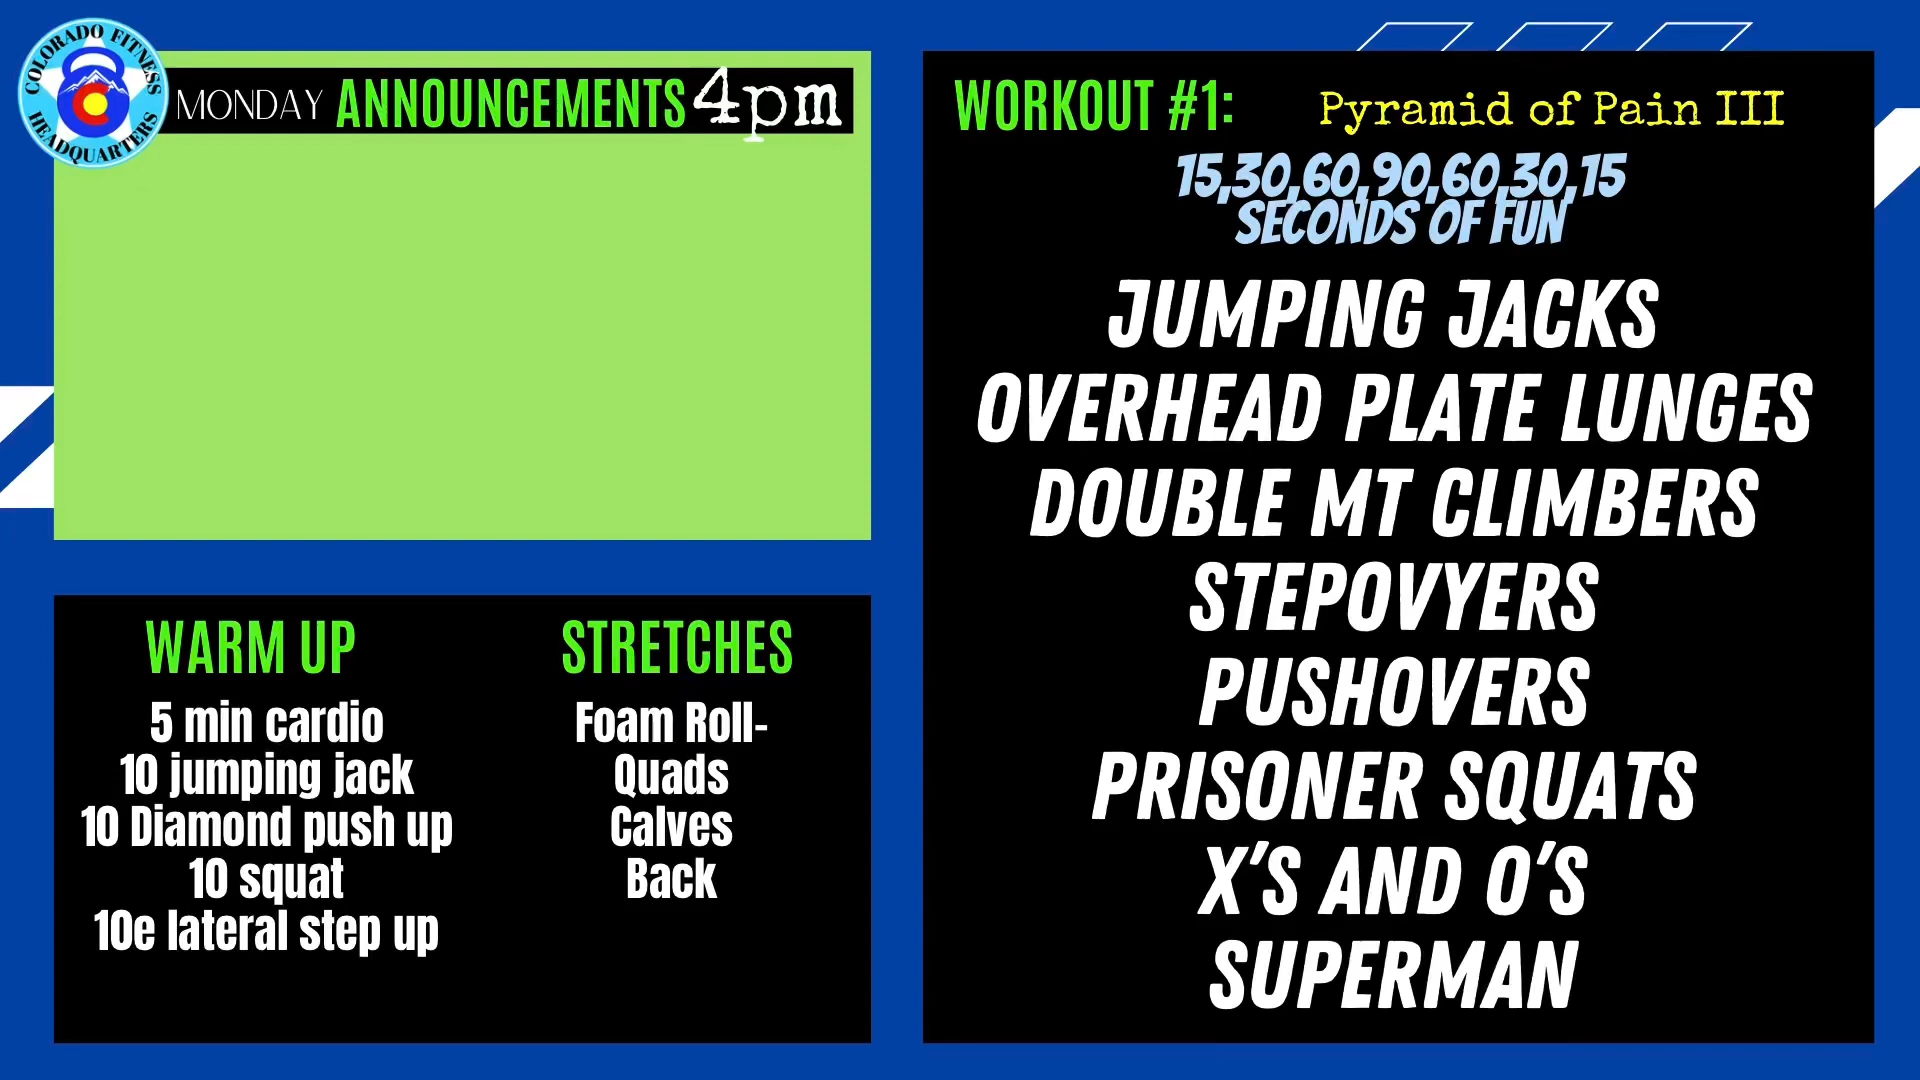 COLORADO FITNESS
HEADQUARTERS
MONDAY ANNOUNCEMENTS 4pm
WARM UP
5 min cardio
10 jumping jack
10 Diamond push up
10 squat
10e lateral step up
STRETCHES
Foam Roll-
Quads
Calves
Back
WORKOUT #1: Pyramid of Pain III
15,30,60,90,60,30,15
SECONDS OF FUN
JUMPING JACKS
OVERHEAD PLATE LUNGES
DOUBLE MT CLIMBERS
STEPOVYERS
PUSHOVERS
PRISONER SQUATS
X'S AND O'S
SUPERMAN